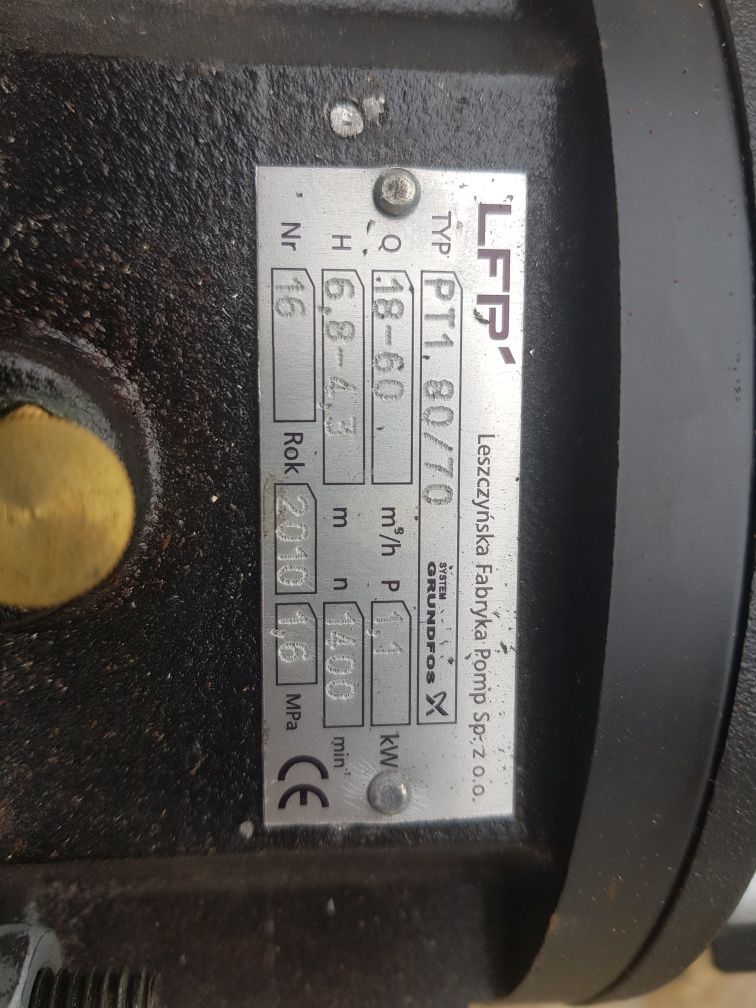 LFP Leszczyńska Fabryka Pomp Sp. z o.o.
TYP PT1 80/70 SYSTEM GRUNDFOS
Q 18-60 m³/h P 1,1 kW
H 6,8-4,3 m n 1400 min⁻¹
Nr 16 Rok 2010 1,6 MPa CE